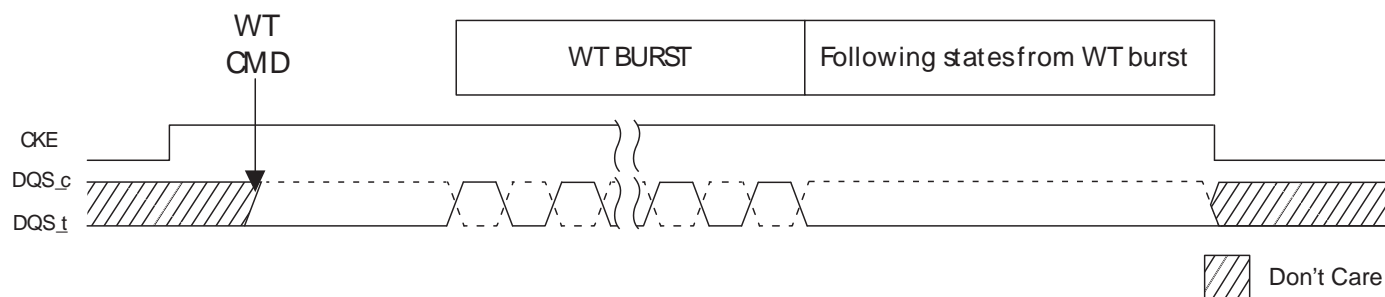 WT
CMD
WT BURST
Following states from WT burst
CKE
DQS_c
DQS_t
Don't Care